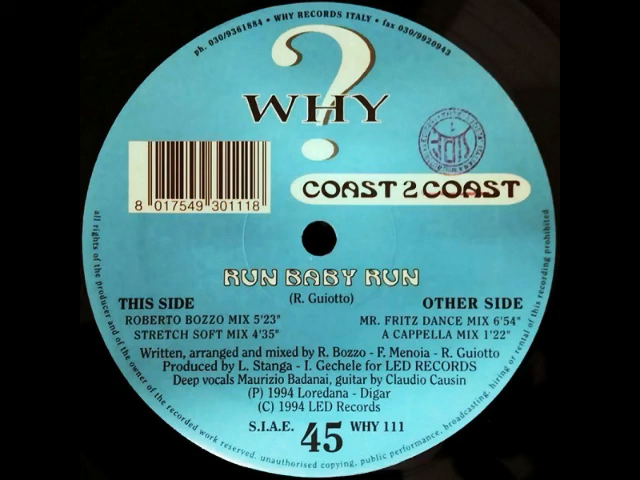 ph. 030/9361884 • WHY RECORDS ITALY • fax 030/9920943
?
WHY
SIAE
COAST 2 COAST
8 017549 301118
RUN BABY RUN
(R. Guiotto)
THIS SIDE
ROBERTO BOZZO MIX 5'23"
STRETCH SOFT MIX 4'35"
OTHER SIDE
MR. FRITZ DANCE MIX 6'54"
A CAPPELLA MIX 1'22"
Written, arranged and mixed by R. Bozzo - F. Menoia - R. Guiotto
Produced by L. Stanga - I. Gechele for LED RECORDS
Deep vocals Maurizio Badanai, guitar by Claudio Causin
(P) 1994 Loredana - Digar
(C) 1994 LED Records
S.I.A.E. 45 WHY 111
all rights of the producer and of the owner of the recorded work reserved. unauthorised copying, public performance, broadcasting, hiring or renting of this recording prohibited